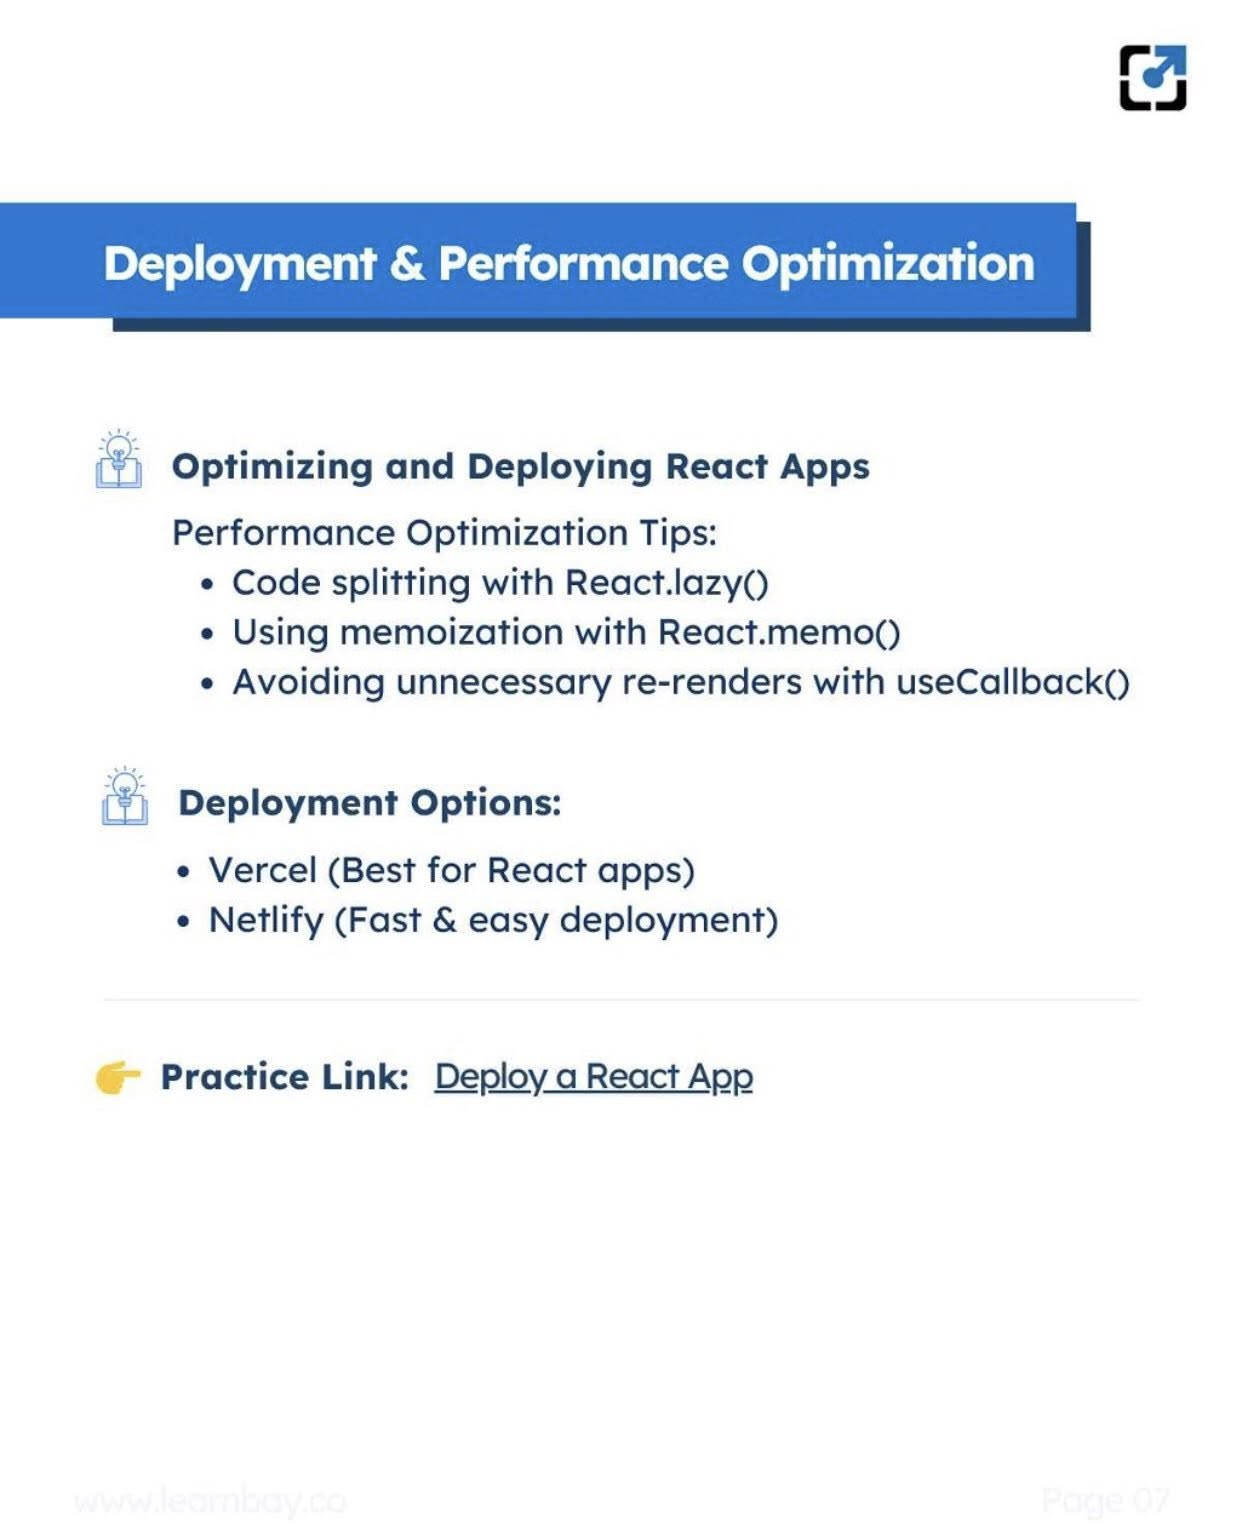 Deployment & Performance Optimization
Optimizing and Deploying React Apps
Performance Optimization Tips:
• Code splitting with React.lazy()
• Using memoization with React.memo()
• Avoiding unnecessary re-renders with useCallback()
Deployment Options:
• Vercel (Best for React apps)
• Netlify (Fast & easy deployment)
👉 Practice Link: Deploy a React App
www.learnbay.co
Page 07